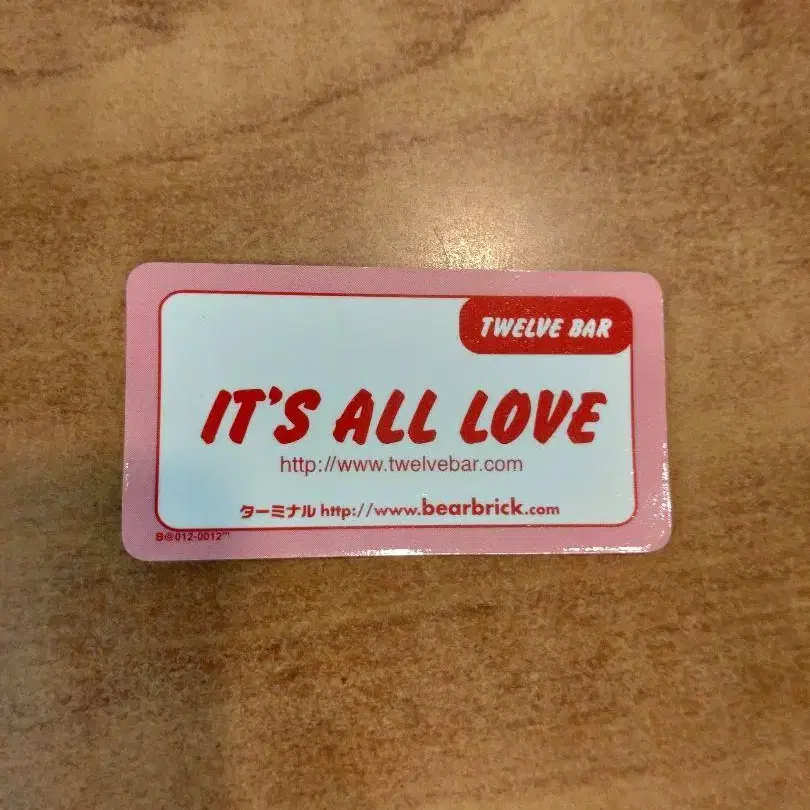 TWELVE BAR
IT'S ALL LOVE
http://www.twelvebar.com
ターミナル http://www.bearbrick.com
B@012-0012